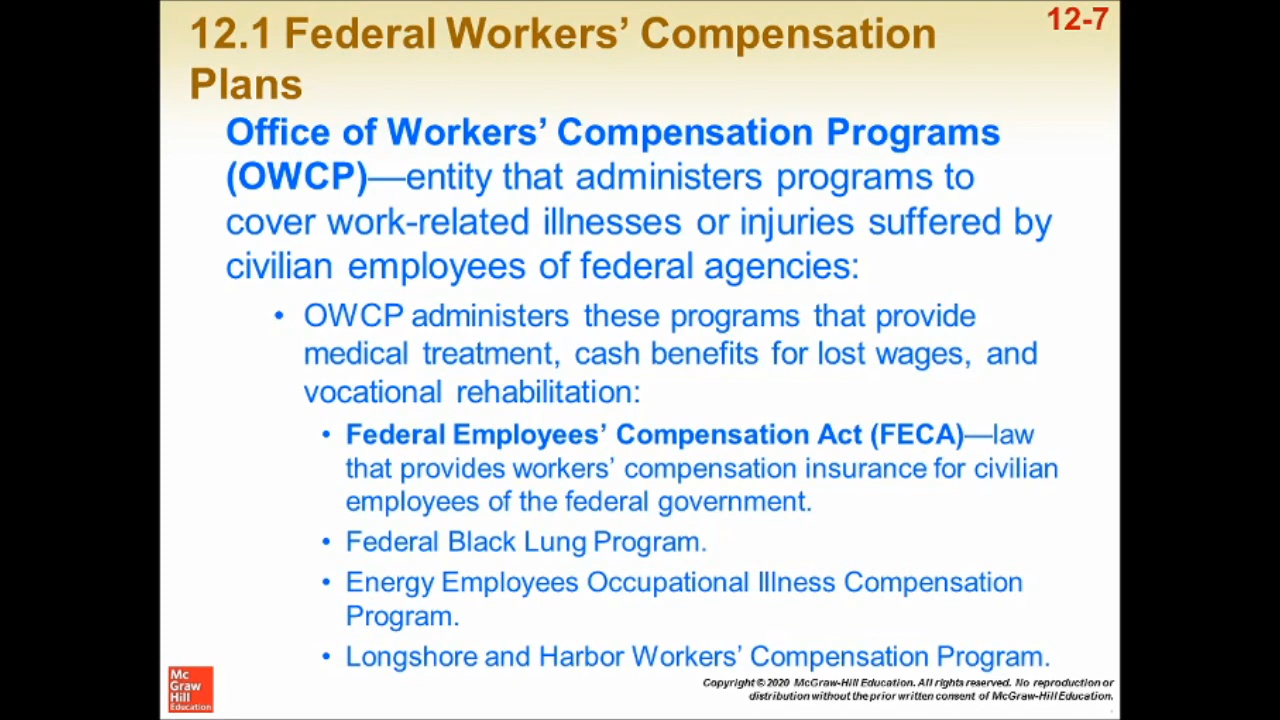 12.1 Federal Workers’ Compensation
Plans
12-7
Office of Workers’ Compensation Programs
(OWCP)—entity that administers programs to
cover work-related illnesses or injuries suffered by
civilian employees of federal agencies:
• OWCP administers these programs that provide
medical treatment, cash benefits for lost wages, and
vocational rehabilitation:
• Federal Employees’ Compensation Act (FECA)—law
that provides workers’ compensation insurance for civilian
employees of the federal government.
• Federal Black Lung Program.
• Energy Employees Occupational Illness Compensation
Program.
• Longshore and Harbor Workers’ Compensation Program.
Mc
Graw
Hill
Education
Copyright © 2020 McGraw-Hill Education. All rights reserved. No reproduction or
distribution without the prior written consent of McGraw-Hill Education.